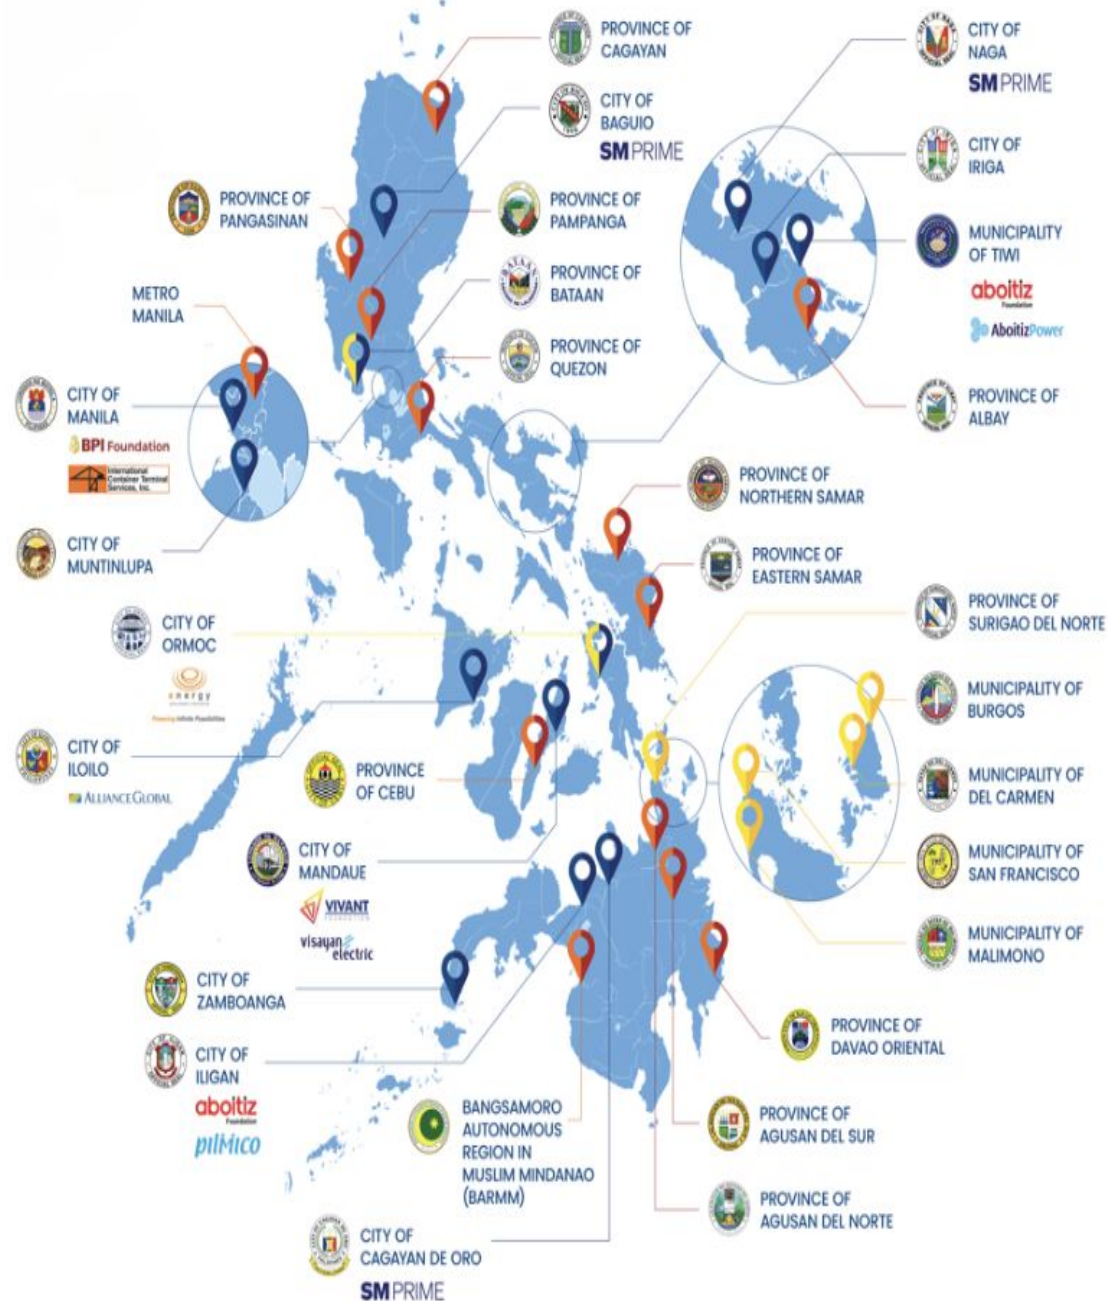 PROVINCE OF
CAGAYAN
CITY OF
BAGUIO
SM PRIME
CITY OF
NAGA
SM PRIME
CITY OF
IRIGA
MUNICIPALITY
OF TIWI
aboitiz
Foundation
AboitizPower
PROVINCE OF
ALBAY
PROVINCE OF
PANGASINAN
PROVINCE OF
PAMPANGA
PROVINCE OF
BATAAN
PROVINCE OF
QUEZON
METRO
MANILA
CITY OF
MANILA
BPI Foundation
International
Container Terminal
Services, Inc.
CITY OF
MUNTINLUPA
PROVINCE OF
NORTHERN SAMAR
PROVINCE OF
EASTERN SAMAR
PROVINCE OF
SURIGAO DEL NORTE
CITY OF
ORMOC
energy
Powering Infinite Possibilities
MUNICIPALITY OF
BURGOS
CITY OF
ILOILO
ALLIANCE GLOBAL
PROVINCE
OF CEBU
MUNICIPALITY OF
DEL CARMEN
CITY OF
MANDAUE
VIVANT
FOUNDATION
visayan
electric
MUNICIPALITY OF
SAN FRANCISCO
MUNICIPALITY OF
MALIMONO
CITY OF
ZAMBOANGA
CITY OF
ILIGAN
aboitiz
Foundation
PILMICO
PROVINCE OF
DAVAO ORIENTAL
BANGSAMORO
AUTONOMOUS
REGION IN
MUSLIM MINDANAO
(BARMM)
PROVINCE OF
AGUSAN DEL SUR
PROVINCE OF
AGUSAN DEL NORTE
CITY OF
CAGAYAN DE ORO
SM PRIME